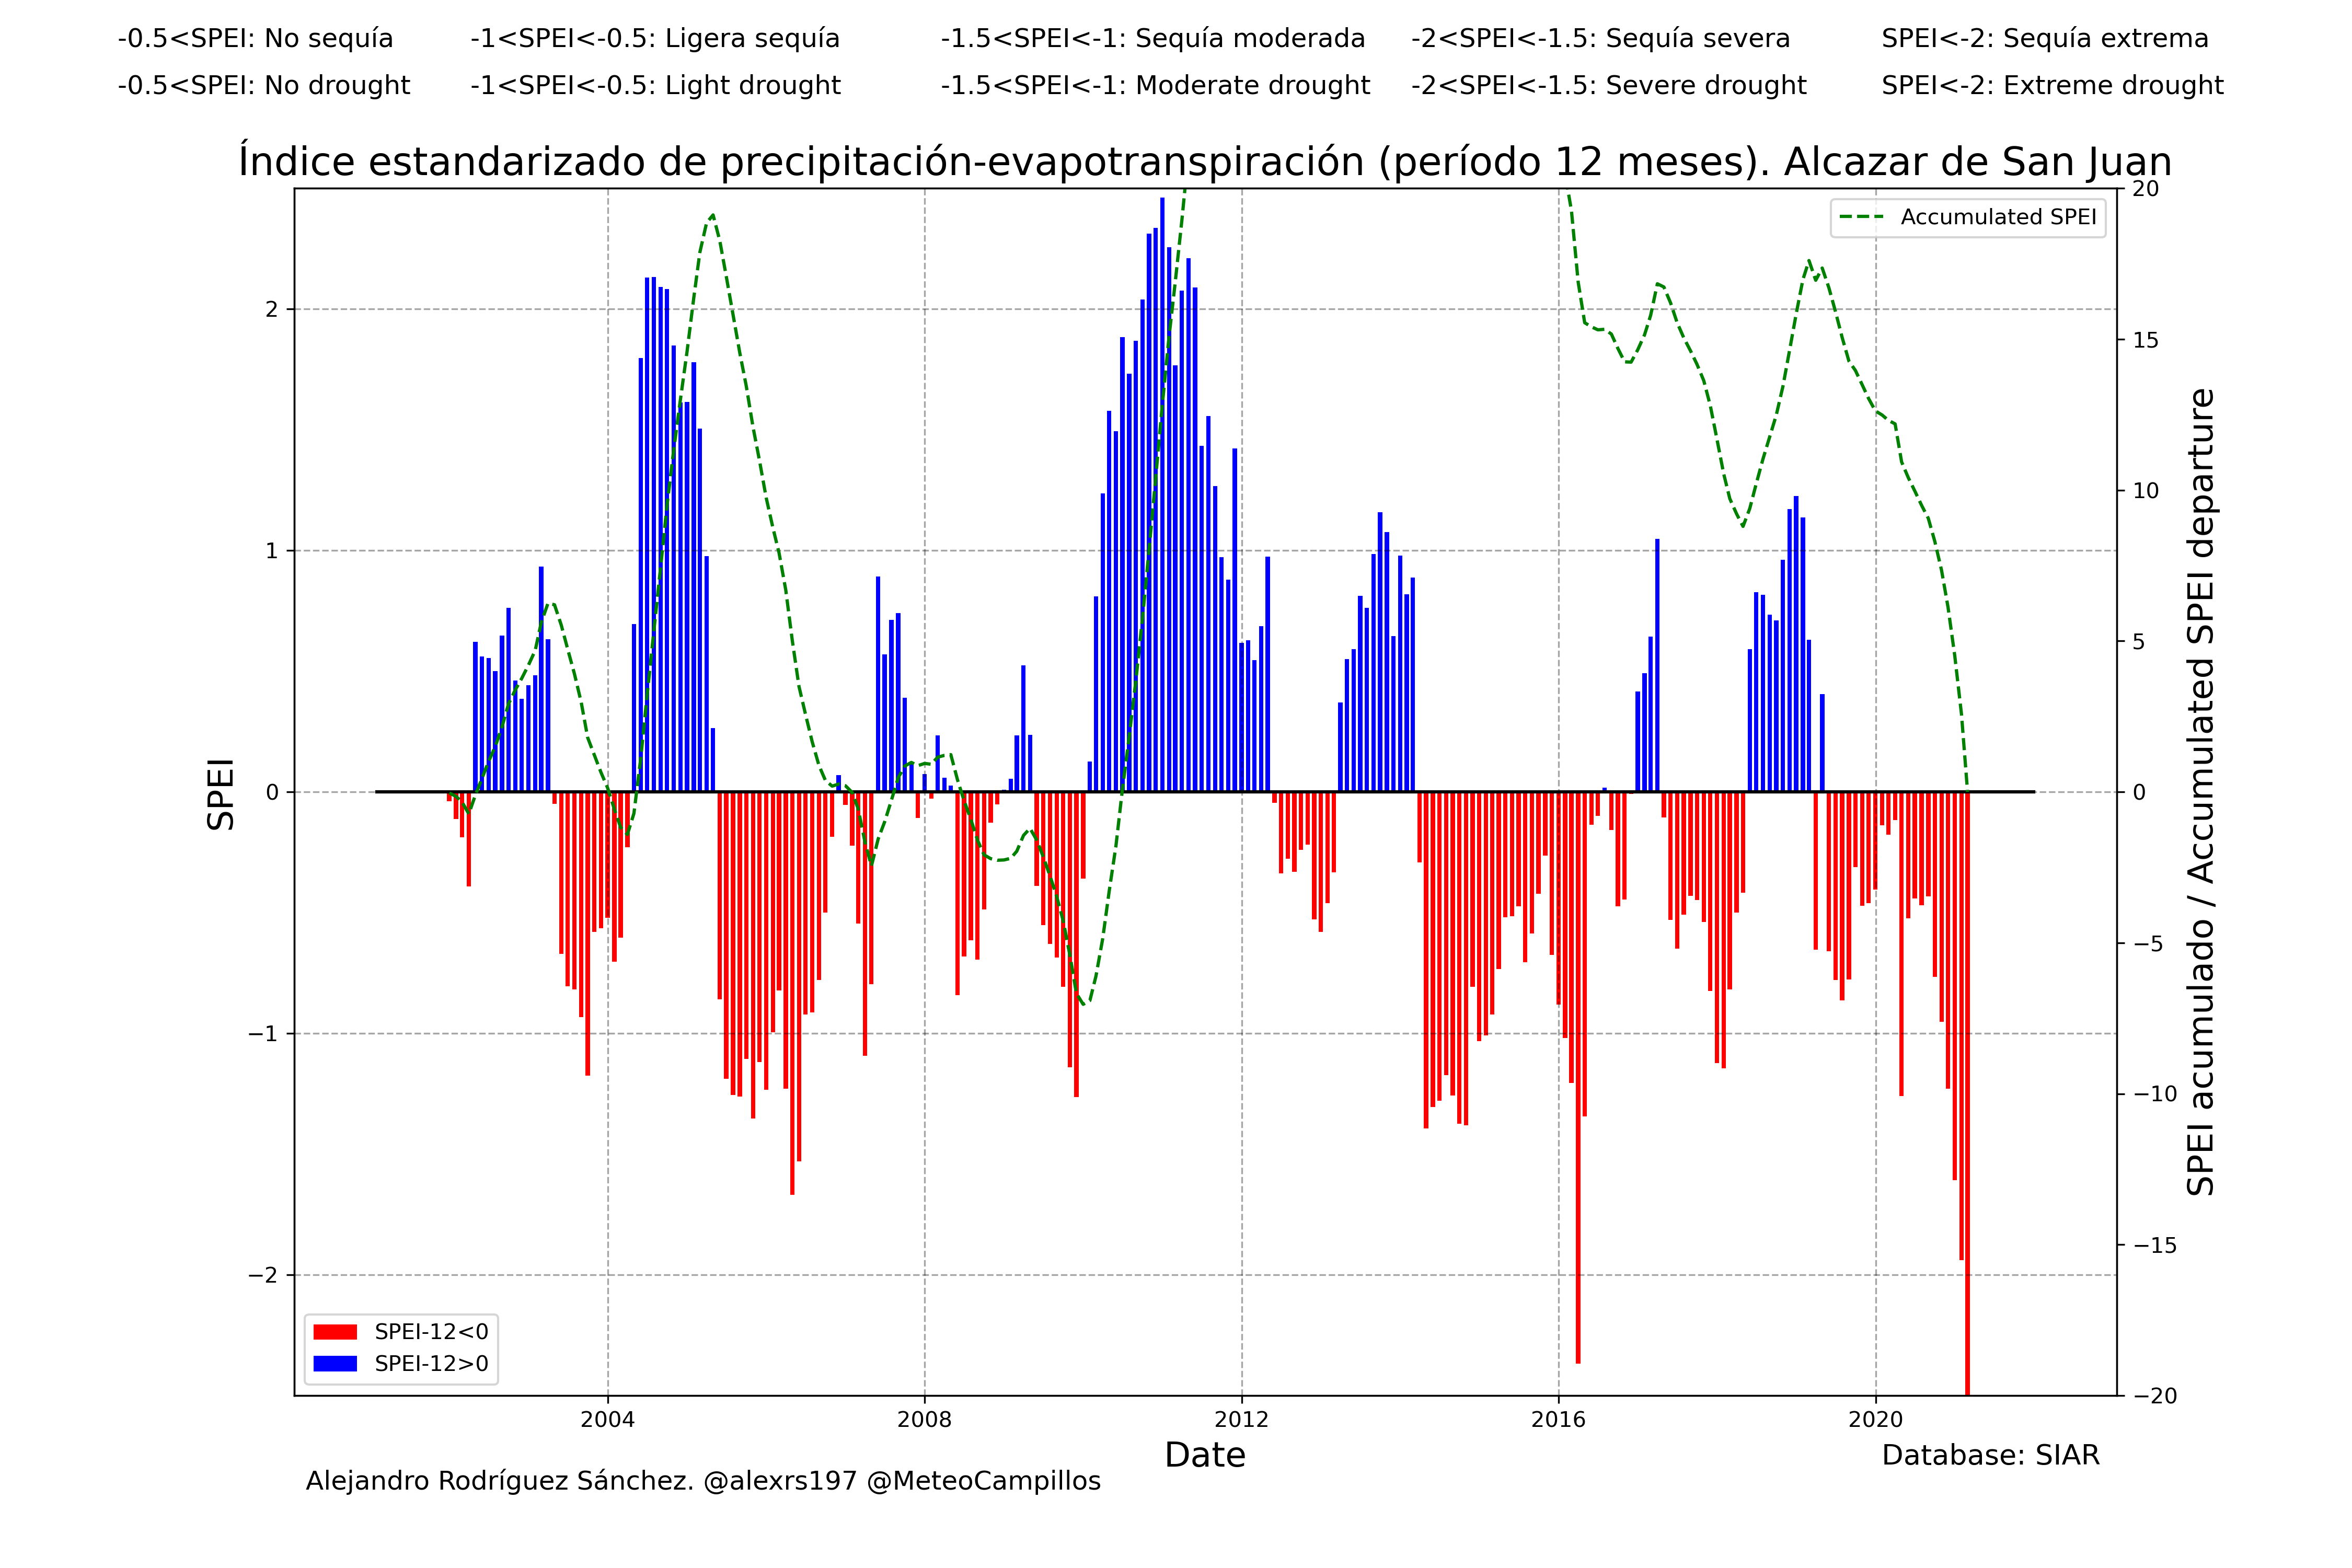 -0.5<SPEI: No sequía -1<SPEI<-0.5: Ligera sequía -1.5<SPEI<-1: Sequía moderada -2<SPEI<-1.5: Sequía severa SPEI<-2: Sequía extrema
-0.5<SPEI: No drought -1<SPEI<-0.5: Light drought -1.5<SPEI<-1: Moderate drought -2<SPEI<-1.5: Severe drought SPEI<-2: Extreme drought
Índice estandarizado de precipitación-evapotranspiración (período 12 meses). Alcazar de San Juan
Accumulated SPEI
2
1
0
−1
−2
SPEI
20
15
10
5
0
−5
−10
−15
−20
SPEI acumulado / Accumulated SPEI departure
SPEI-12<0
SPEI-12>0
2004 2008 2012 2016 2020
Date
Database: SIAR
Alejandro Rodríguez Sánchez. @alexrs197 @MeteoCampillos